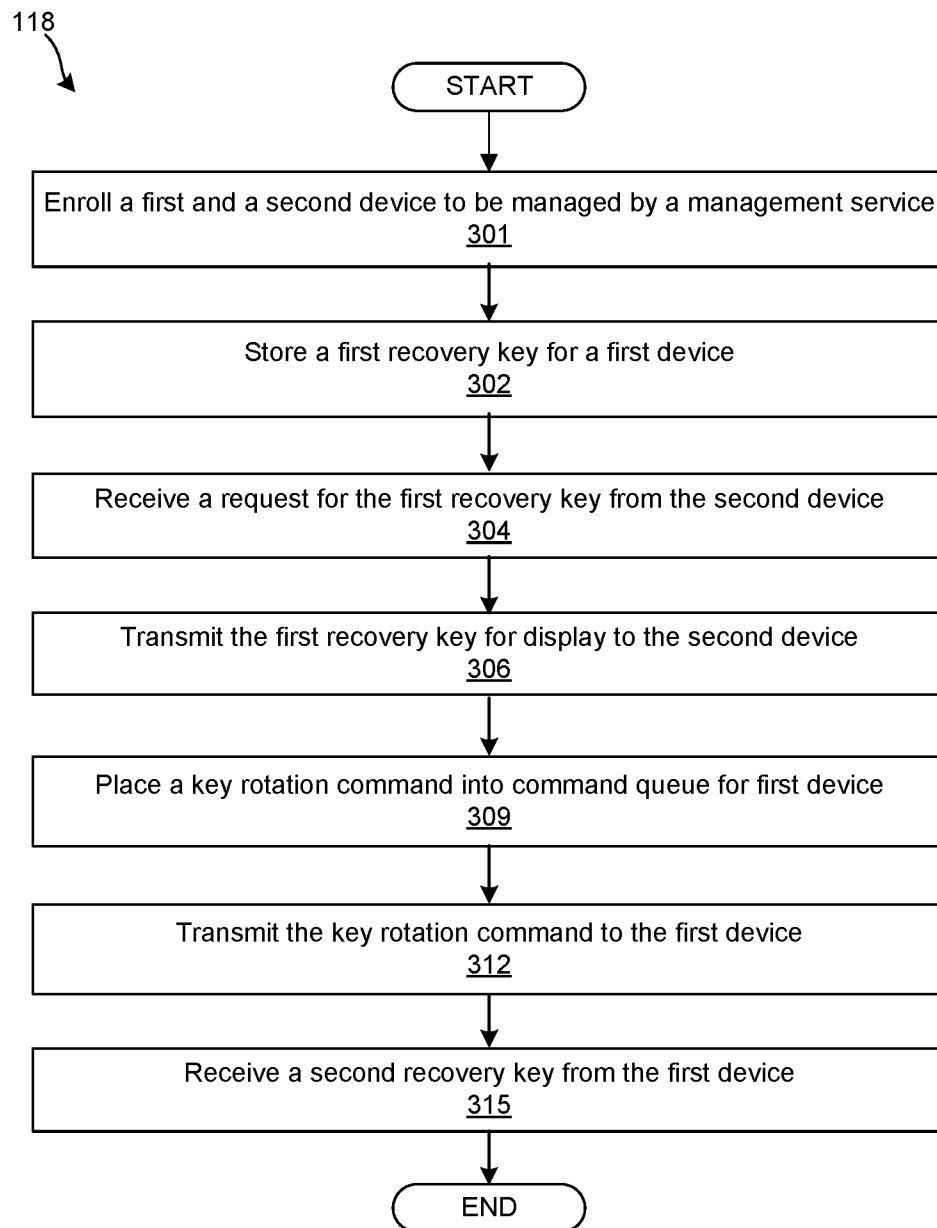 118
START
Enroll a first and a second device to be managed by a management service
301
Store a first recovery key for a first device
302
Receive a request for the first recovery key from the second device
304
Transmit the first recovery key for display to the second device
306
Place a key rotation command into command queue for first device
309
Transmit the key rotation command to the first device
312
Receive a second recovery key from the first device
315
END